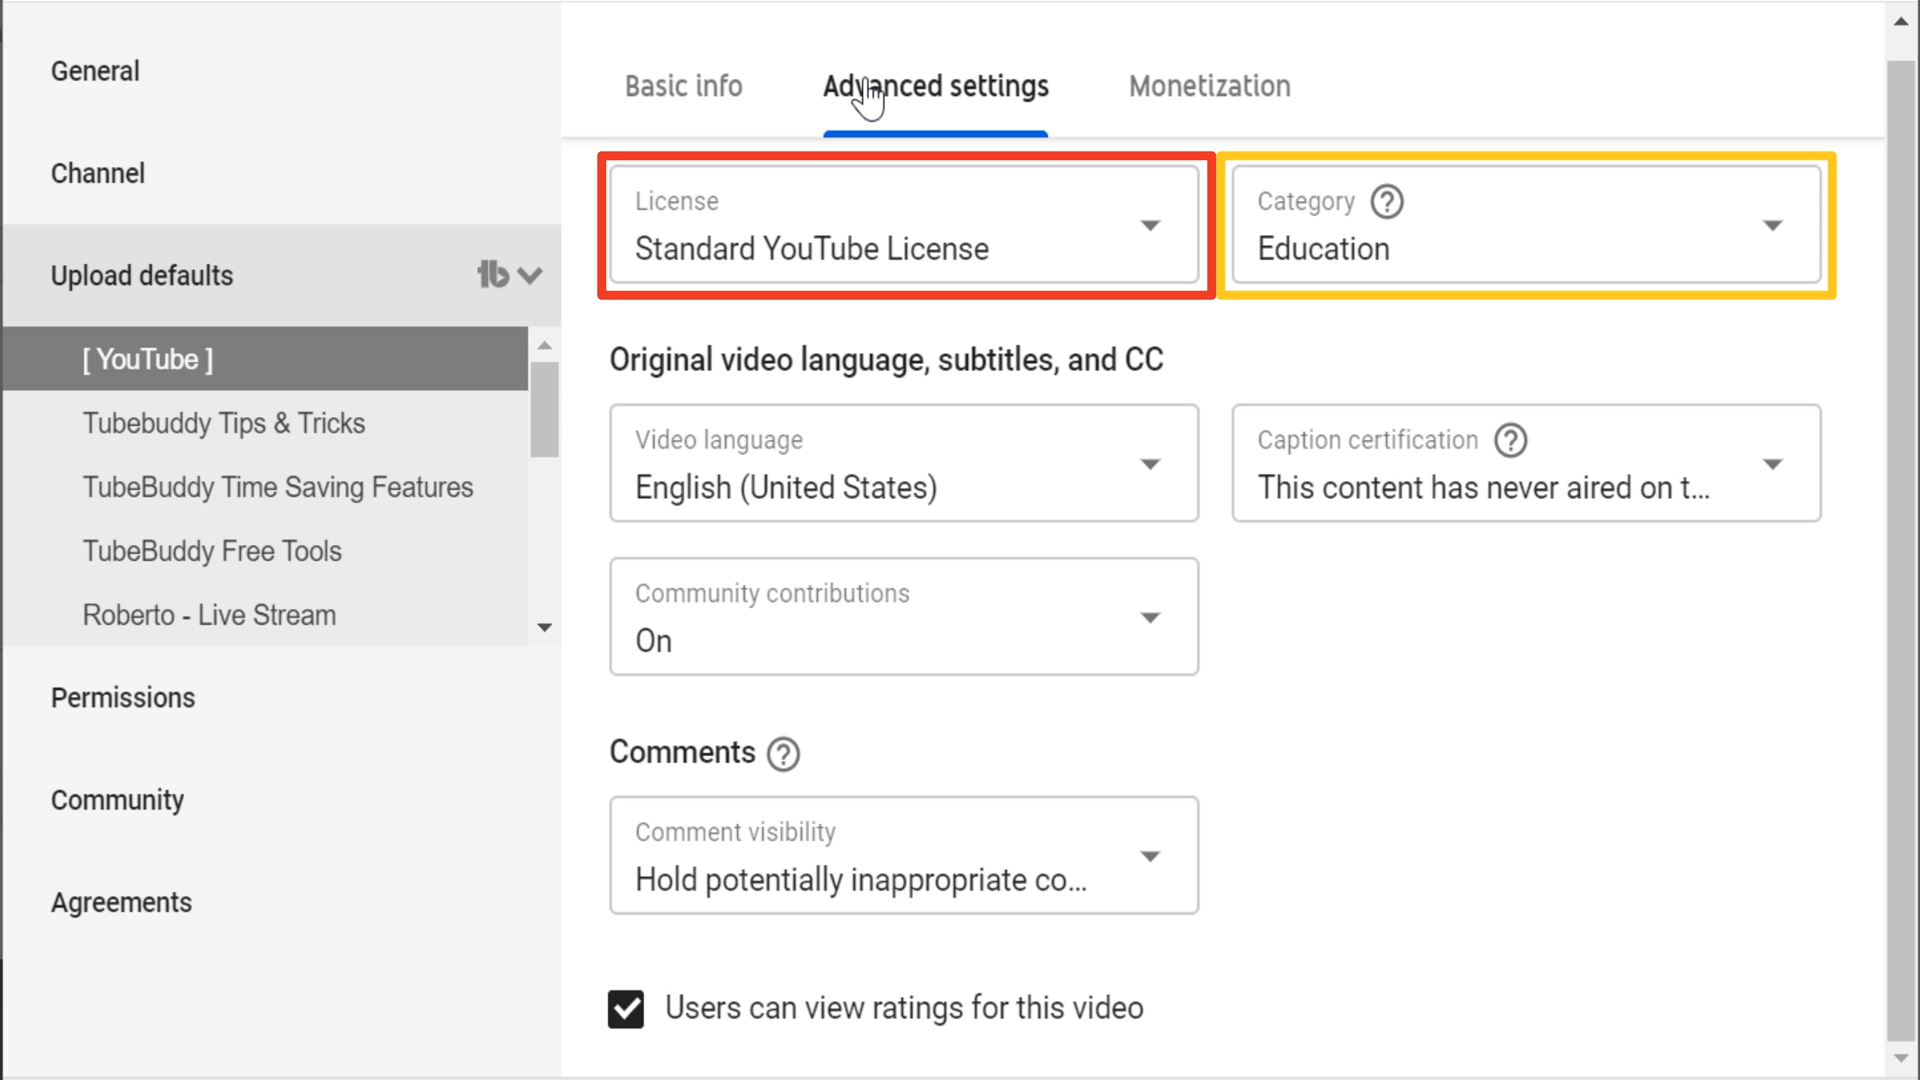 General
Channel
Upload defaults
tb
[ YouTube ]
Tubebuddy Tips & Tricks
TubeBuddy Time Saving Features
TubeBuddy Free Tools
Roberto - Live Stream
Permissions
Community
Agreements
Basic info
Advanced settings
Monetization
License
Standard YouTube License
Category ?
Education
Original video language, subtitles, and CC
Video language
English (United States)
Caption certification ?
This content has never aired on t...
Community contributions
On
Comments ?
Comment visibility
Hold potentially inappropriate co...
Users can view ratings for this video